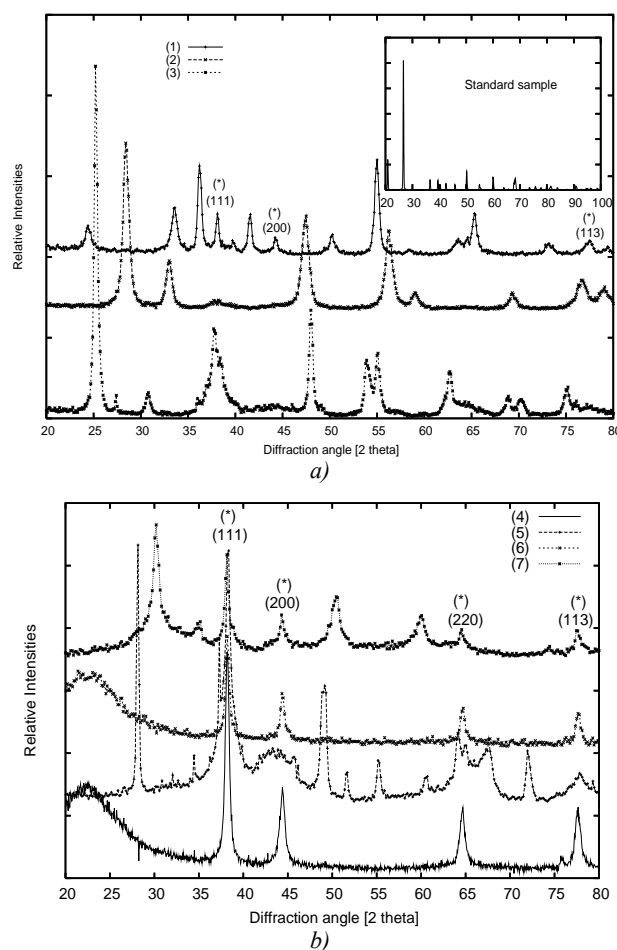 (1)
(2)
(3)
Standard sample
20 30 40 50 60 70 80 90 100
(*)
(111)
(*)
(200)
(*)
(113)
Relative Intensities
20 25 30 35 40 45 50 55 60 65 70 75 80
Diffraction angle [2 theta]
a)
(*)
(111)
(4)
(5)
(6)
(7)
(*)
(200)
(*)
(220)
(*)
(113)
Relative Intensities
20 25 30 35 40 45 50 55 60 65 70 75 80
Diffraction angle [2 theta]
b)